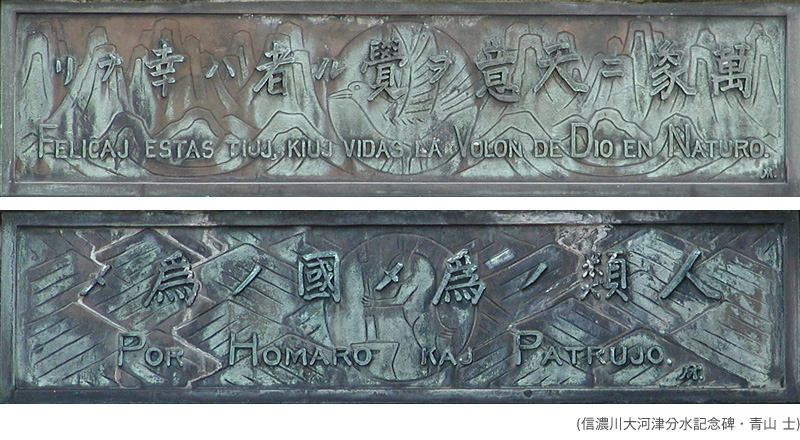 萬象ニ天意ヲ覺ル者ハ幸ナリ
FELICAJ ESTAS TIUJ, KIUJ VIDAS LA VOLON DE DIO EN NATURO.
人類ノ爲メ國ノ爲メ
POR HOMARO KAJ PATRUJO.
(信濃川大河津分水記念碑・青山 士)